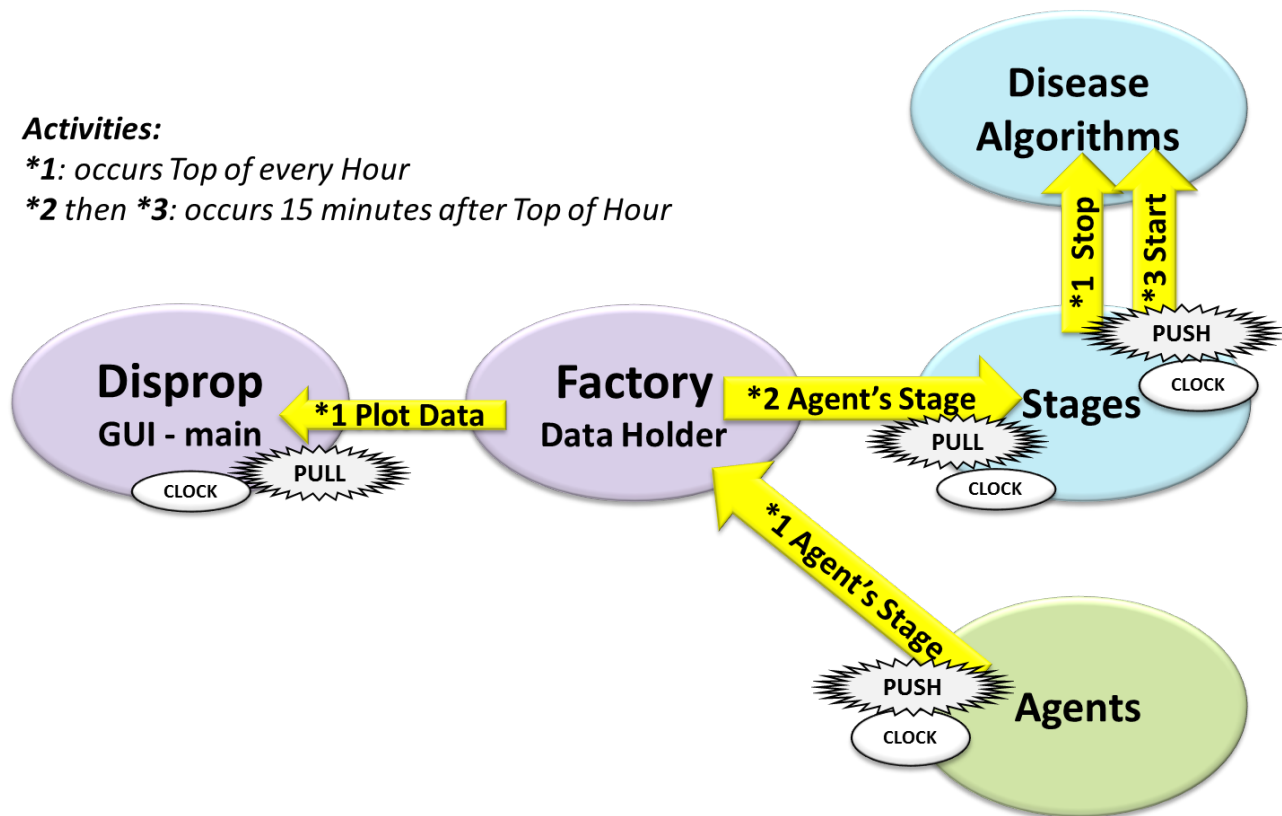 Disease
Algorithms
Activities:
*1: occurs Top of every Hour
*2 then *3: occurs 15 minutes after Top of Hour
*1 Stop
*3 Start
PUSH
CLOCK
Disprop
GUI - main
PULL
CLOCK
*1 Plot Data
Factory
Data Holder
*2 Agent's Stage
Stages
PULL
CLOCK
*1 Agent's Stage
PUSH
CLOCK
Agents